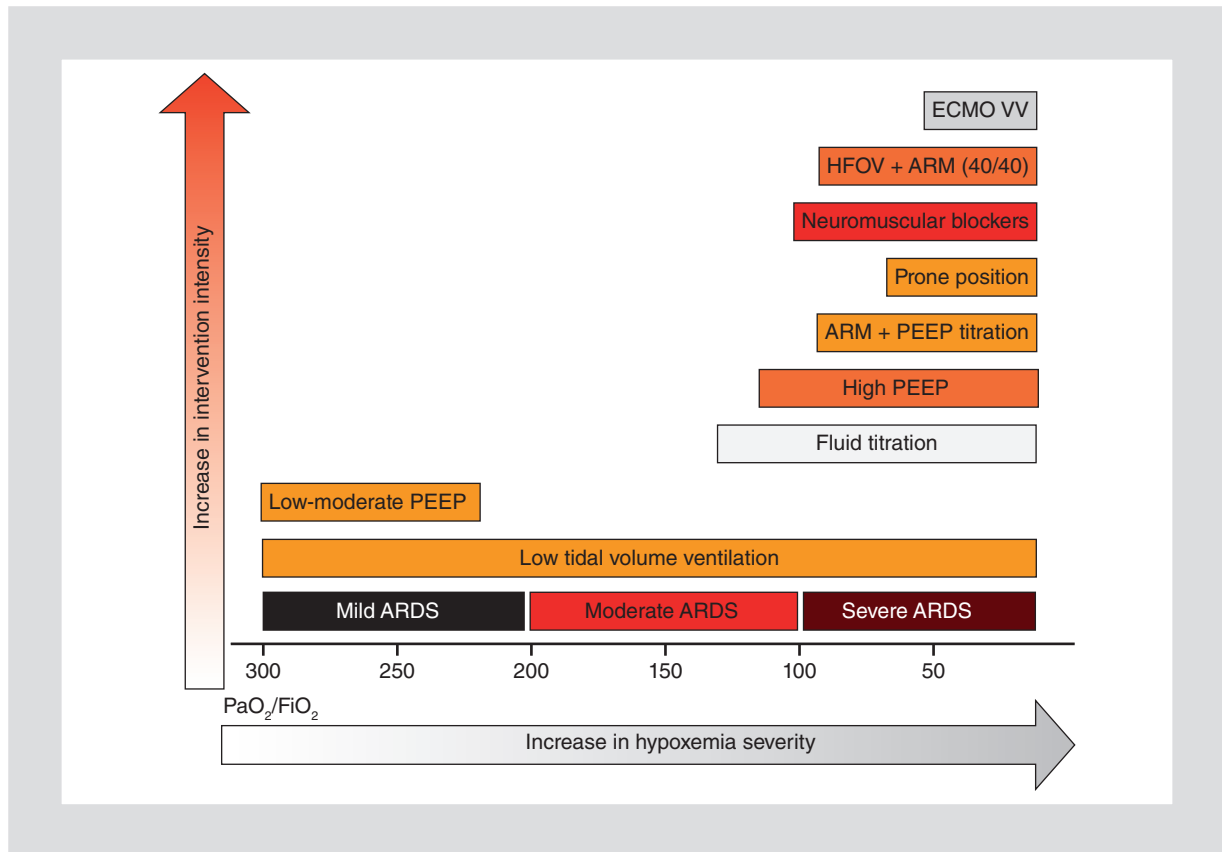 ECMO VV
HFOV + ARM (40/40)
Neuromuscular blockers
Prone position
ARM + PEEP titration
High PEEP
Fluid titration
Low-moderate PEEP
Low tidal volume ventilation
Mild ARDS
Moderate ARDS
Severe ARDS
Increase in intervention intensity
300
250
200
150
100
50
PaO₂/FiO₂
Increase in hypoxemia severity